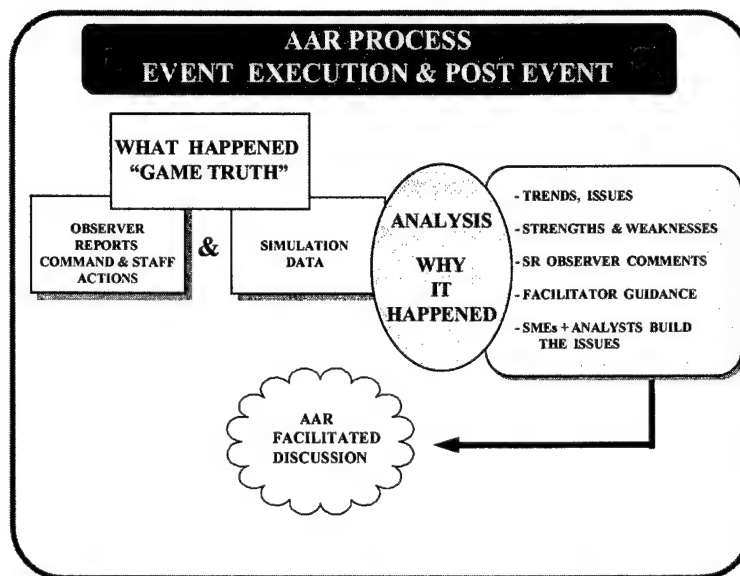 AAR PROCESS
EVENT EXECUTION & POST EVENT
WHAT HAPPENED
“GAME TRUTH”
OBSERVER
REPORTS
COMMAND & STAFF
ACTIONS
&
SIMULATION
DATA
ANALYSIS
WHY
IT
HAPPENED
- TRENDS, ISSUES
- STRENGTHS & WEAKNESSES
- SR OBSERVER COMMENTS
- FACILITATOR GUIDANCE
- SMEs + ANALYSTS BUILD
THE ISSUES
AAR
FACILITATED
DISCUSSION